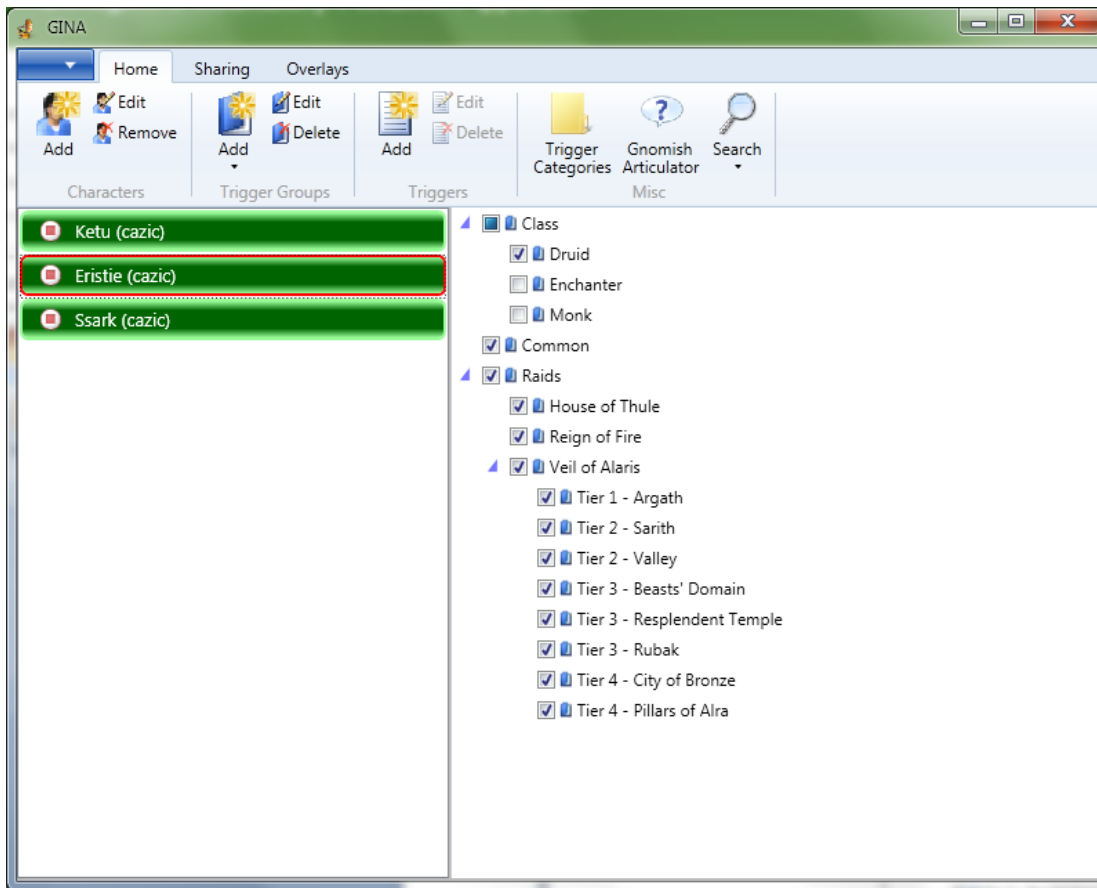 GINA
Home Sharing Overlays
Add Edit Remove
Characters
Add Edit Delete
Trigger Groups
Add Edit Delete
Triggers
Trigger Categories
Gnomish Articulator
Search
Misc
Ketu (cazic)
Eristie (cazic)
Ssark (cazic)
Class
Druid
Enchanter
Monk
Common
Raids
House of Thule
Reign of Fire
Veil of Alaris
Tier 1 - Argath
Tier 2 - Sarith
Tier 2 - Valley
Tier 3 - Beasts' Domain
Tier 3 - Resplendent Temple
Tier 3 - Rubak
Tier 4 - City of Bronze
Tier 4 - Pillars of Alra